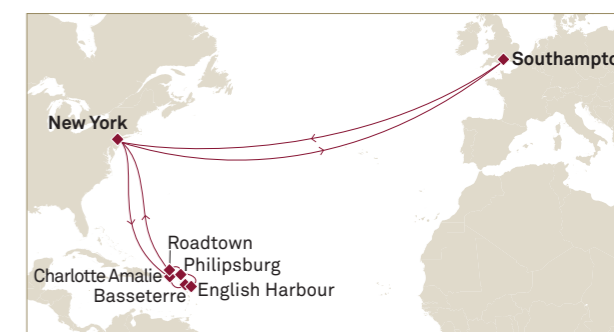 Southampto
New York
Roadtown
Philipsburg
Charlotte Amalie
Basseterre
English Harbour